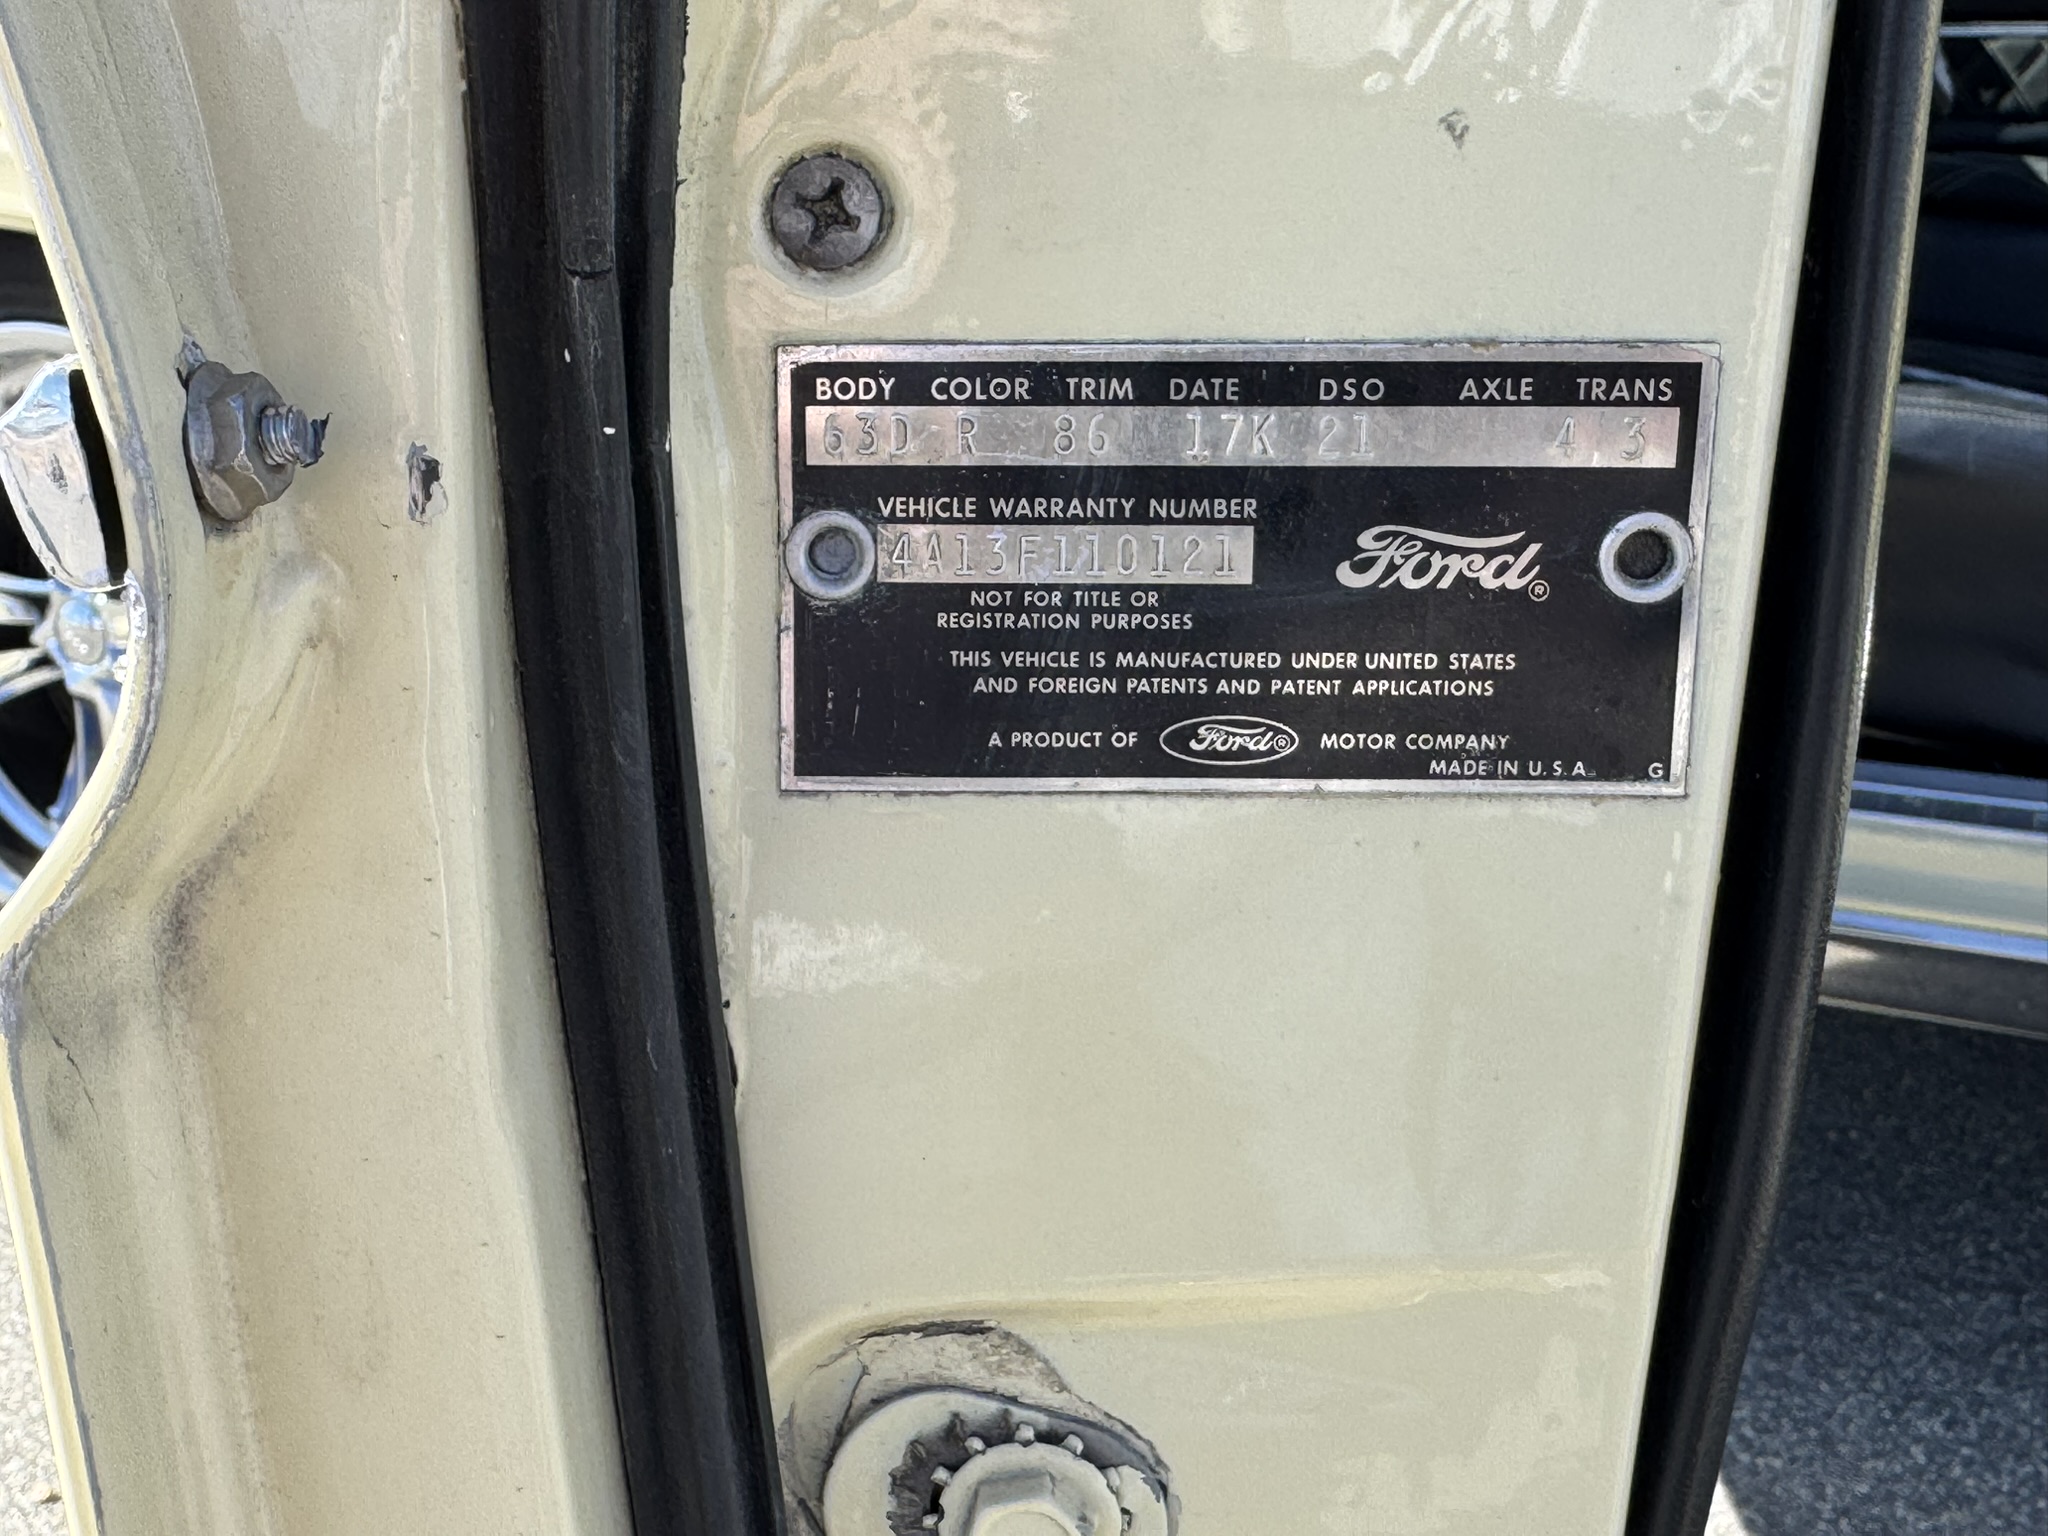 BODY COLOR TRIM DATE DSO AXLE TRANS
63D R 86 17K 21 4 3
VEHICLE WARRANTY NUMBER
4A13F110121
Ford®
NOT FOR TITLE OR
REGISTRATION PURPOSES
THIS VEHICLE IS MANUFACTURED UNDER UNITED STATES
AND FOREIGN PATENTS AND PATENT APPLICATIONS
A PRODUCT OF Ford® MOTOR COMPANY
MADE IN U.S.A. G